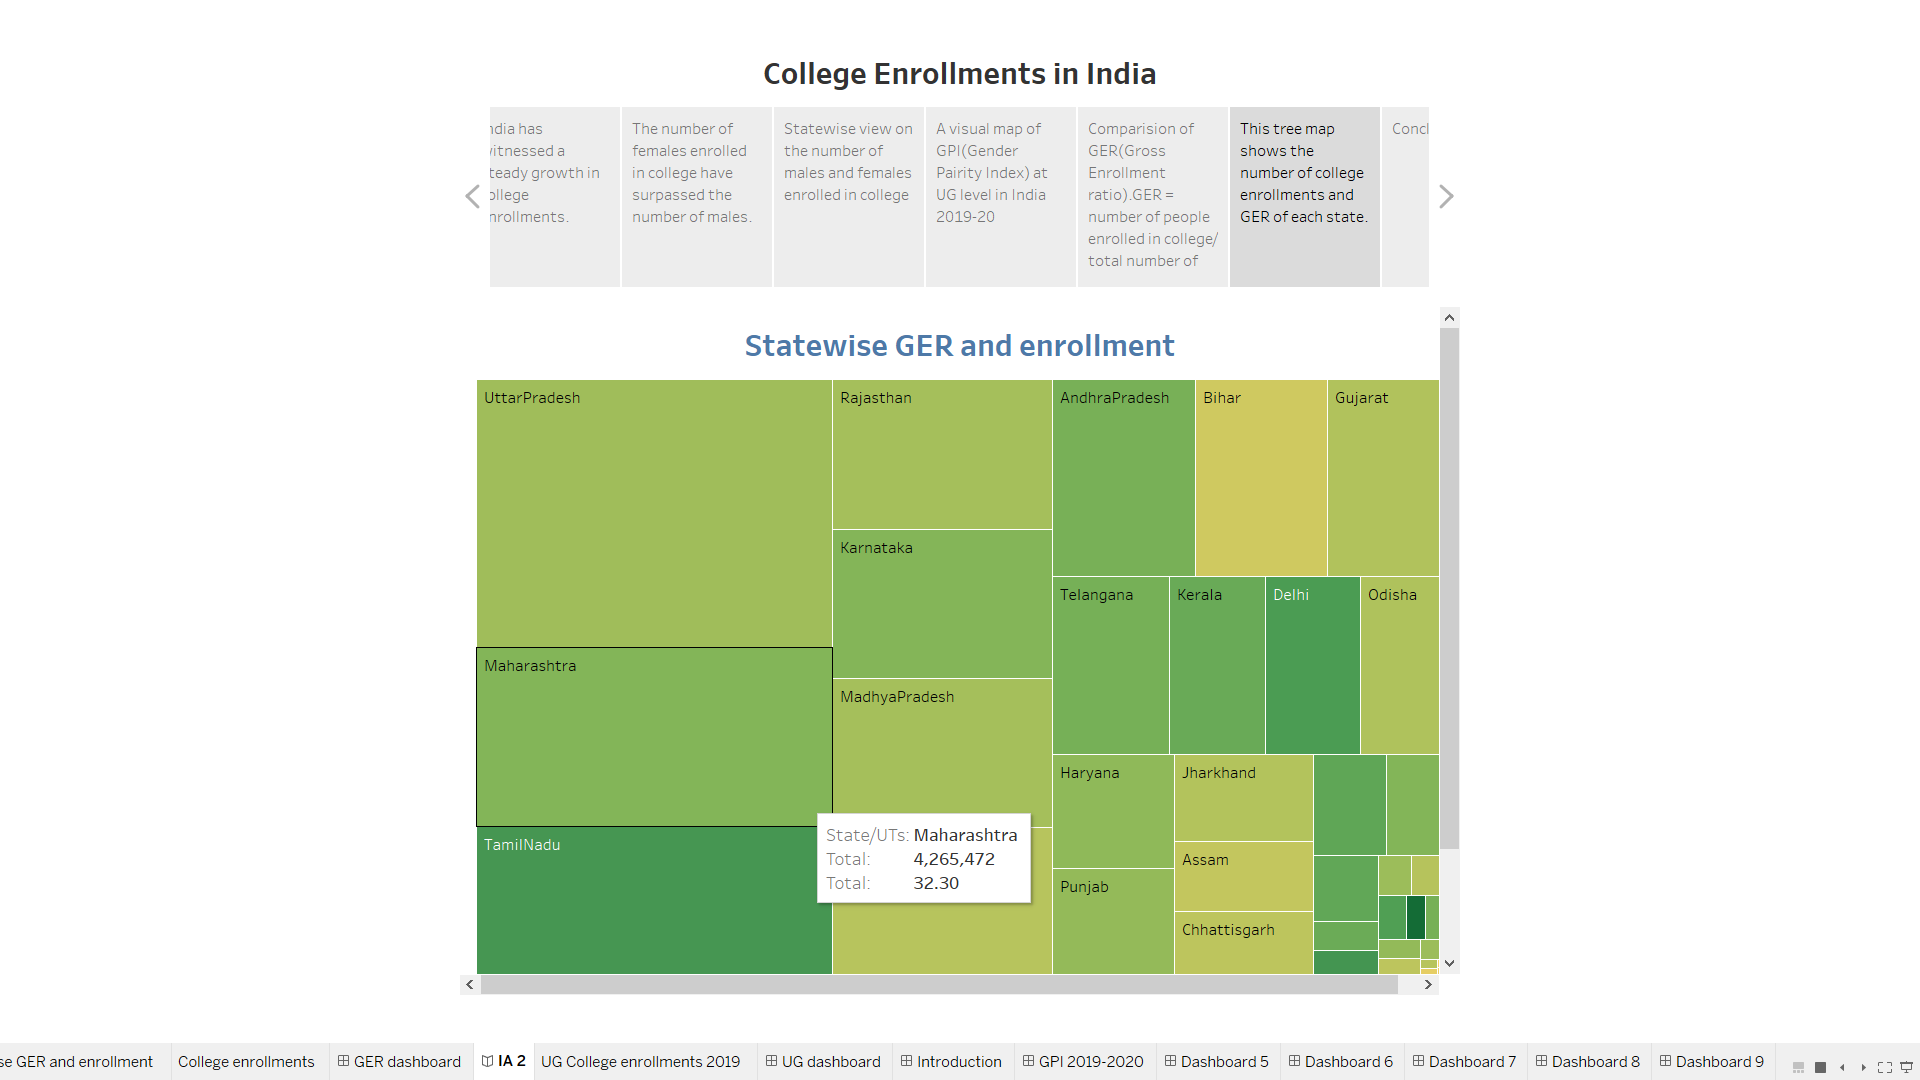 College Enrollments in India
ndia has
itnessed a
teady growth in
ollege
nrollments.
The number of
females enrolled
in college have
surpassed the
number of males.
Statewise view on
the number of
males and females
enrolled in college
A visual map of
GPI(Gender
Pairity Index) at
UG level in India
2019-20
Comparision of
GER(Gross
Enrollment
ratio).GER =
number of people
enrolled in college/
total number of
This tree map
shows the
number of college
enrollments and
GER of each state.
Concl
Statewise GER and enrollment
UttarPradesh
Rajasthan
AndhraPradesh
Bihar
Gujarat
Karnataka
Telangana
Kerala
Delhi
Odisha
Maharashtra
MadhyaPradesh
Haryana
Jharkhand
TamilNadu
Assam
Punjab
Chhattisgarh
State/UTs: Maharashtra
Total: 4,265,472
Total: 32.30
se GER and enrollment
College enrollments
GER dashboard
IA 2
UG College enrollments 2019
UG dashboard
Introduction
GPI 2019-2020
Dashboard 5
Dashboard 6
Dashboard 7
Dashboard 8
Dashboard 9